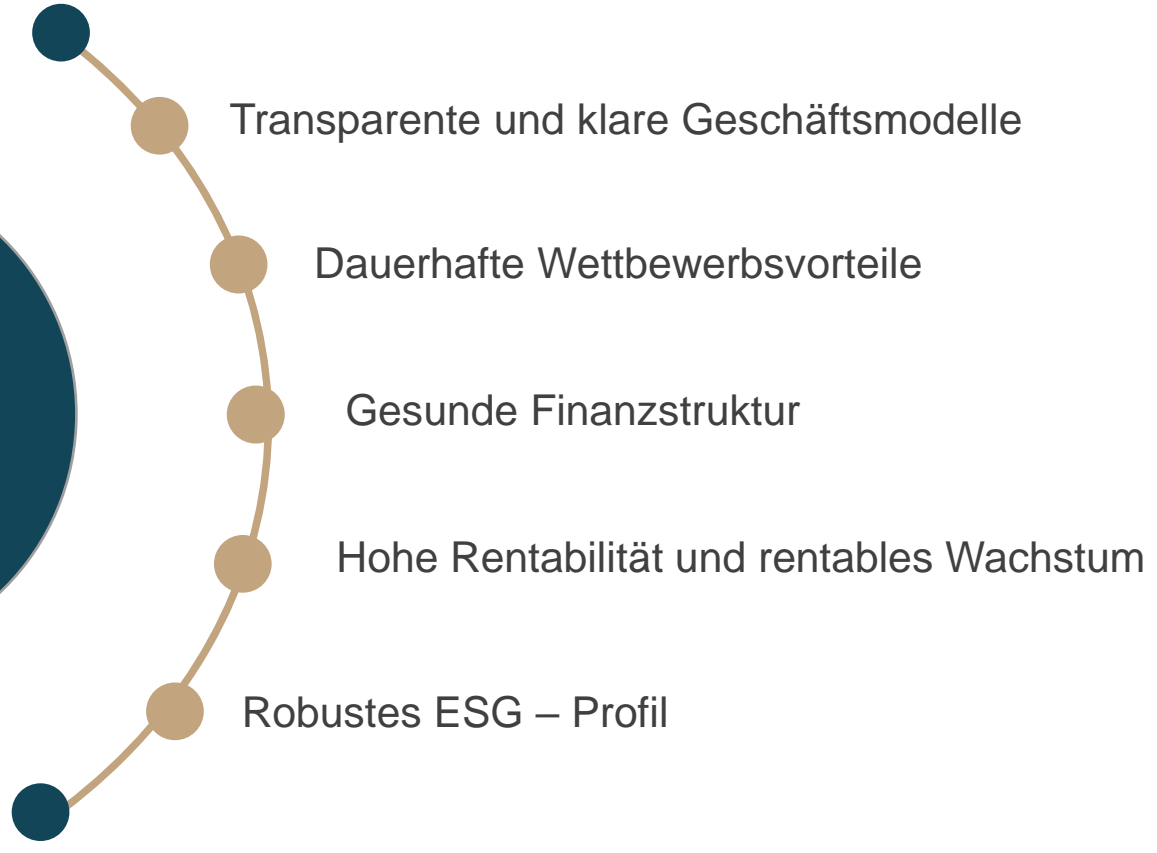 Transparente und klare Geschäftsmodelle
Dauerhafte Wettbewerbsvorteile
Gesunde Finanzstruktur
Hohe Rentabilität und rentables Wachstum
Robustes ESG – Profil